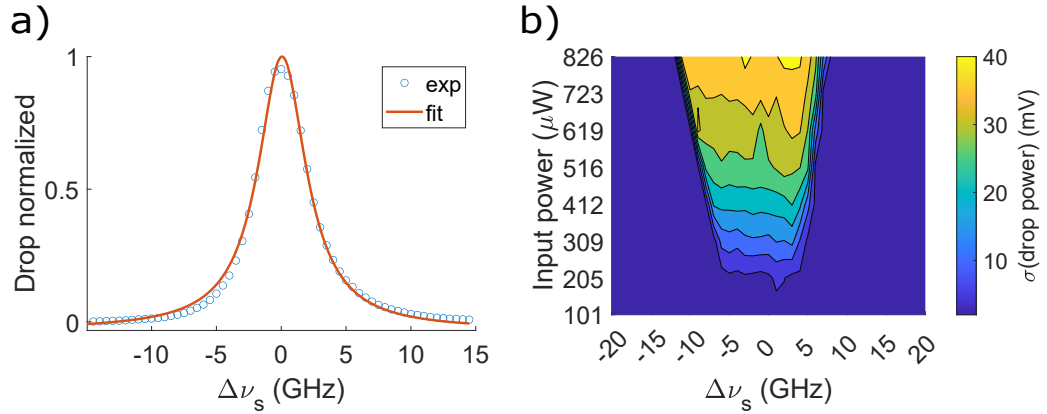 a)
Drop normalized
1
0.5
0
exp
fit
-10 -5 0 5 10 15
Δν_s (GHz)
b)
Input power (μW)
826
723
619
516
412
309
205
101
-20 -15 -10 -5 0 5 10 15 20
Δν_s (GHz)
40
30
20
10
σ(drop power) (mV)